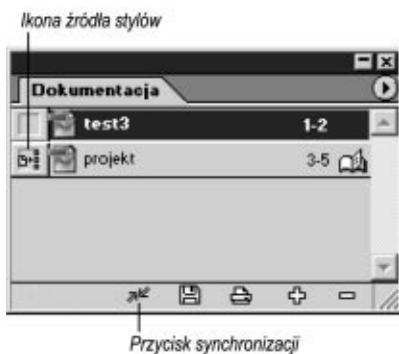 Ikona źródła stylów
Dokumentacja
test3 1-2
projekt 3-5
Przycisk synchronizacji